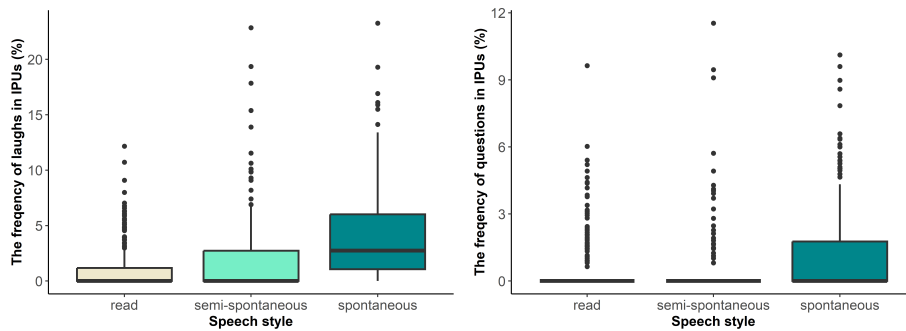 The freqency of laughs in IPUs (%)
20
15
10
5
0
read
semi-spontaneous
spontaneous
Speech style
The freqency of questions in IPUs (%)
12
9
6
3
0
read
semi-spontaneous
spontaneous
Speech style